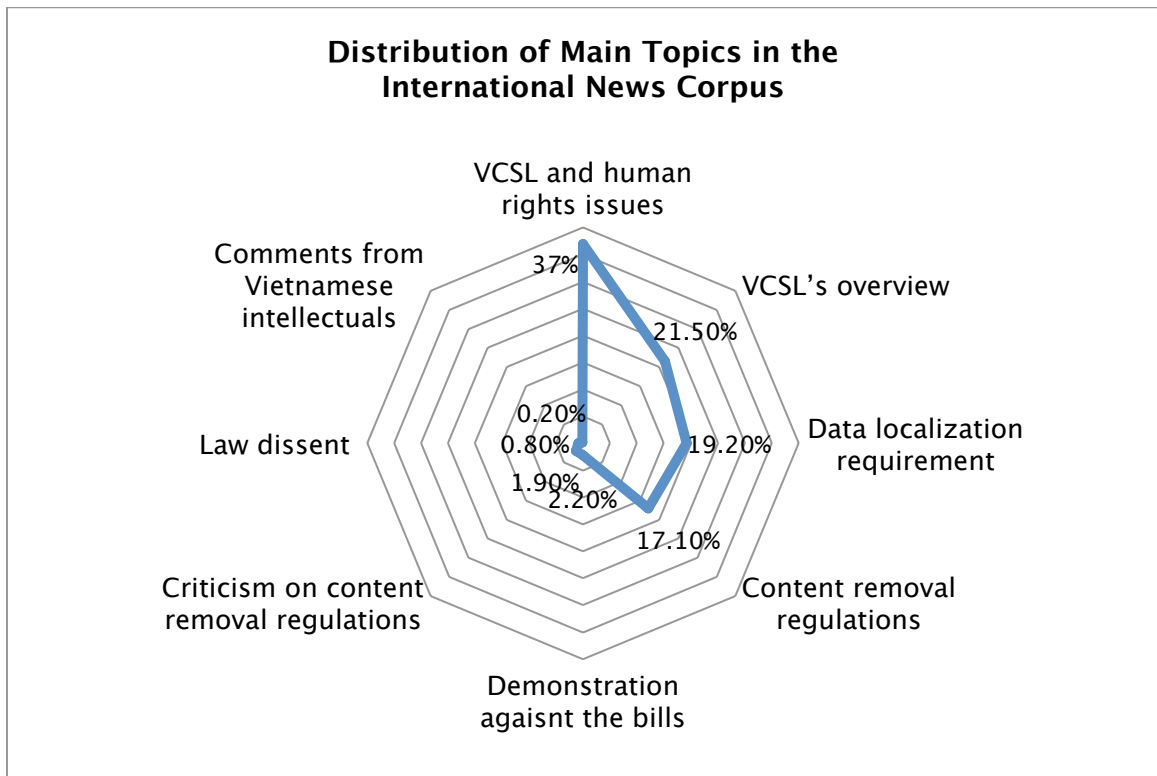 Distribution of Main Topics in the
International News Corpus
VCSL and human
rights issues
Comments from
Vietnamese
intellectuals
37%
VCSL’s overview
21.50%
0.20%
Law dissent
0.80%
19.20%
Data localization
requirement
1.90%
2.20%
17.10%
Criticism on content
removal regulations
Content removal
regulations
Demonstration
agaisnt the bills